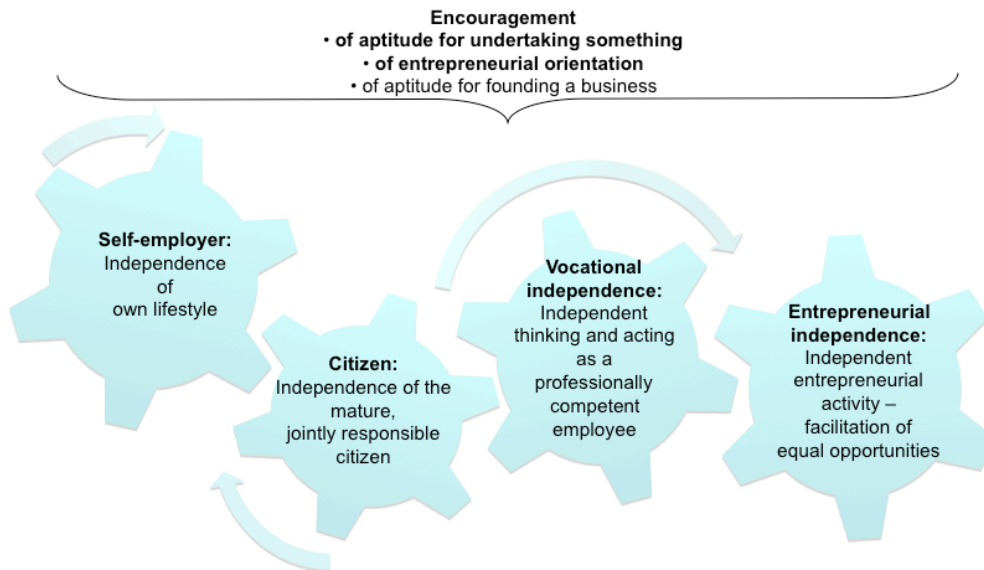 Encouragement
• of aptitude for undertaking something
• of entrepreneurial orientation
• of aptitude for founding a business
Self-employer:
Independence
of
own lifestyle
Citizen:
Independence of the
mature,
jointly responsible
citizen
Vocational
independence:
Independent
thinking and acting
as a
professionally
competent
employee
Entrepreneurial
independence:
Independent
entrepreneurial
activity –
facilitation of
equal opportunities